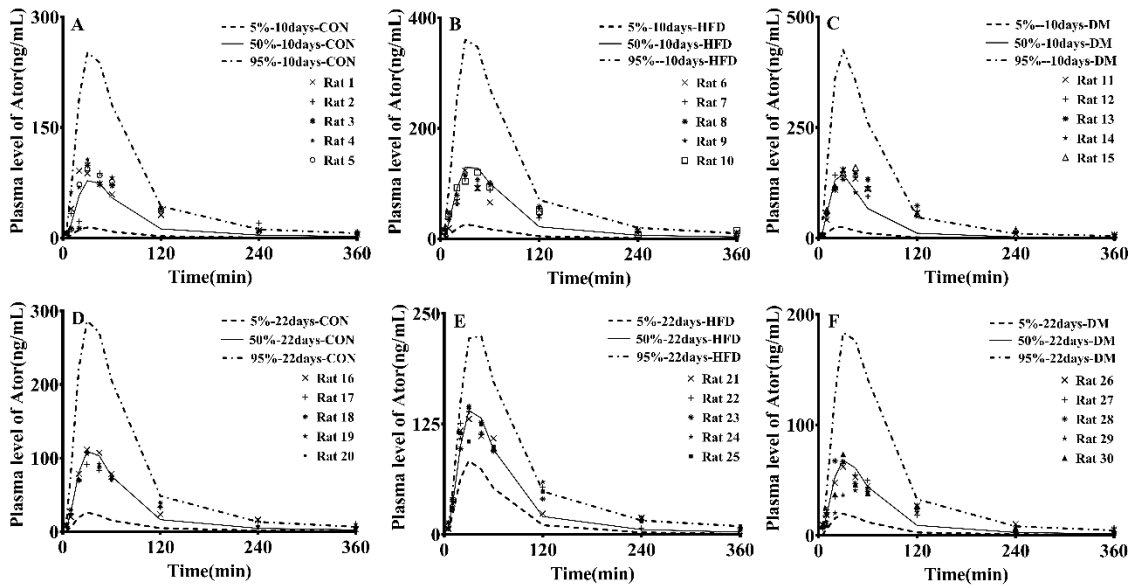 A
Plasma level of Ator(ng/mL)
300
150
0
0 120 240 360
Time(min)
5%-10days-CON
50%-10days-CON
95%-10days-CON
Rat 1
Rat 2
Rat 3
Rat 4
Rat 5
B
Plasma level of Ator(ng/mL)
400
200
0
0 120 240 360
Time(min)
5%-10days-HFD
50%-10days-HFD
95%--10days-HFD
Rat 6
Rat 7
Rat 8
Rat 9
Rat 10
C
Plasma level of Ator(ng/mL)
500
250
0
0 120 240 360
Time(min)
5%--10days-DM
50%-10days-DM
95%--10days-DM
Rat 11
Rat 12
Rat 13
Rat 14
Rat 15
D
Plasma level of Ator(ng/mL)
300
200
100
0
0 120 240 360
Time(min)
5%-22days-CON
50%-22days-CON
95%-22days-CON
Rat 16
Rat 17
Rat 18
Rat 19
Rat 20
E
Plasma level of Ator(ng/mL)
250
125
0
0 120 240 360
Time(min)
5%-22days-HFD
50%-22days-HFD
95%-22days-HFD
Rat 21
Rat 22
Rat 23
Rat 24
Rat 25
F
Plasma level of Ator(ng/mL)
200
100
0
0 120 240 360
Time(min)
5%-22days-DM
50%-22days-DM
95%-22days-DM
Rat 26
Rat 27
Rat 28
Rat 29
Rat 30